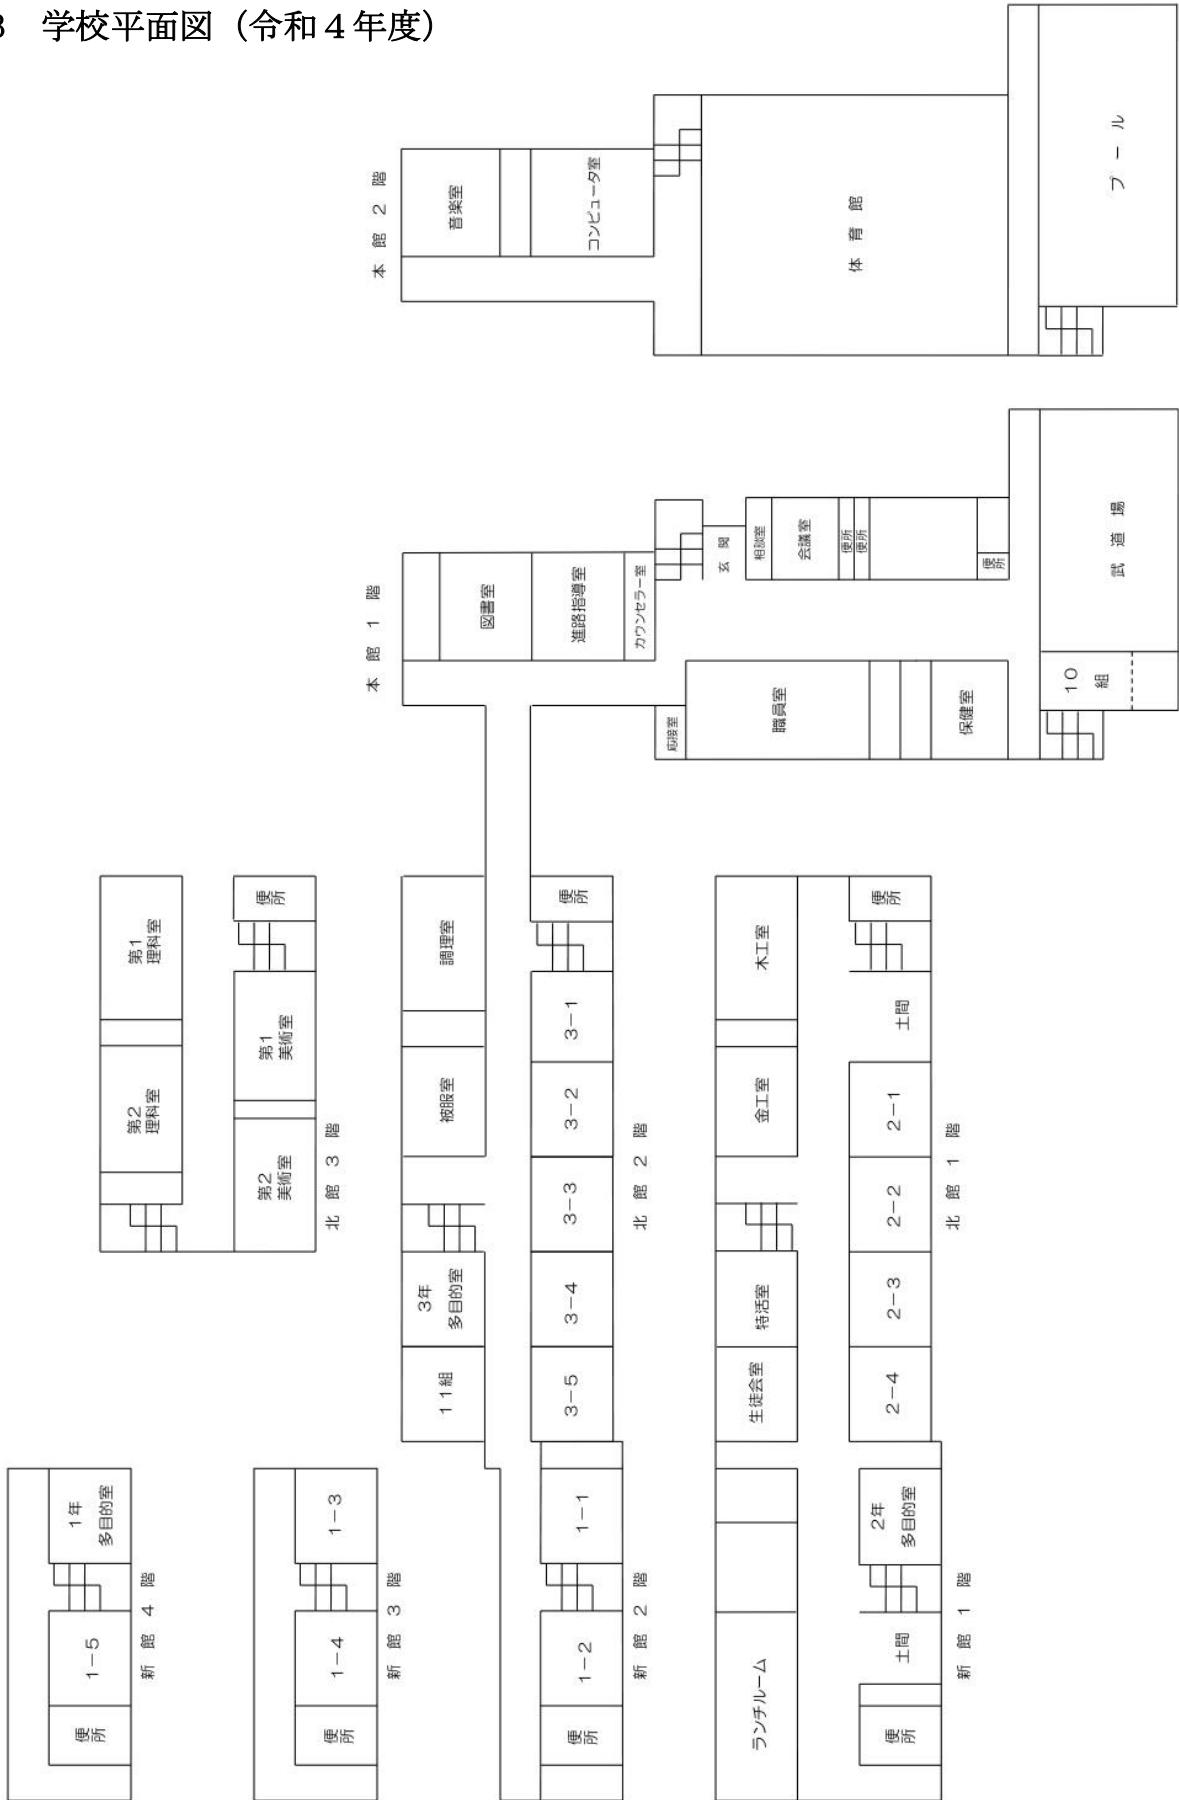 3　学校平面図（令和４年度）
本館２階
音楽室
コンピュータ室
体育館
プール
本館１階
図書室
進路指導室
カウンセラー室
玄関
相談室
会議室
便所
便所
便所
武道場
応接室
職員室
保健室
１０組
北館３階
第1理科室
第2理科室
便所
第1美術室
第2美術室
北館２階
調理室
被服室
3年多目的室
１１組
便所
３－１
３－２
３－３
３－４
３－５
北館１階
木工室
金工室
特活室
生徒会室
便所
土間
２－１
２－２
２－３
２－４
新館４階
1年多目的室
１－５
便所
新館３階
１－３
１－４
便所
新館２階
１－１
１－２
便所
新館１階
ランチルーム
2年多目的室
土間
便所